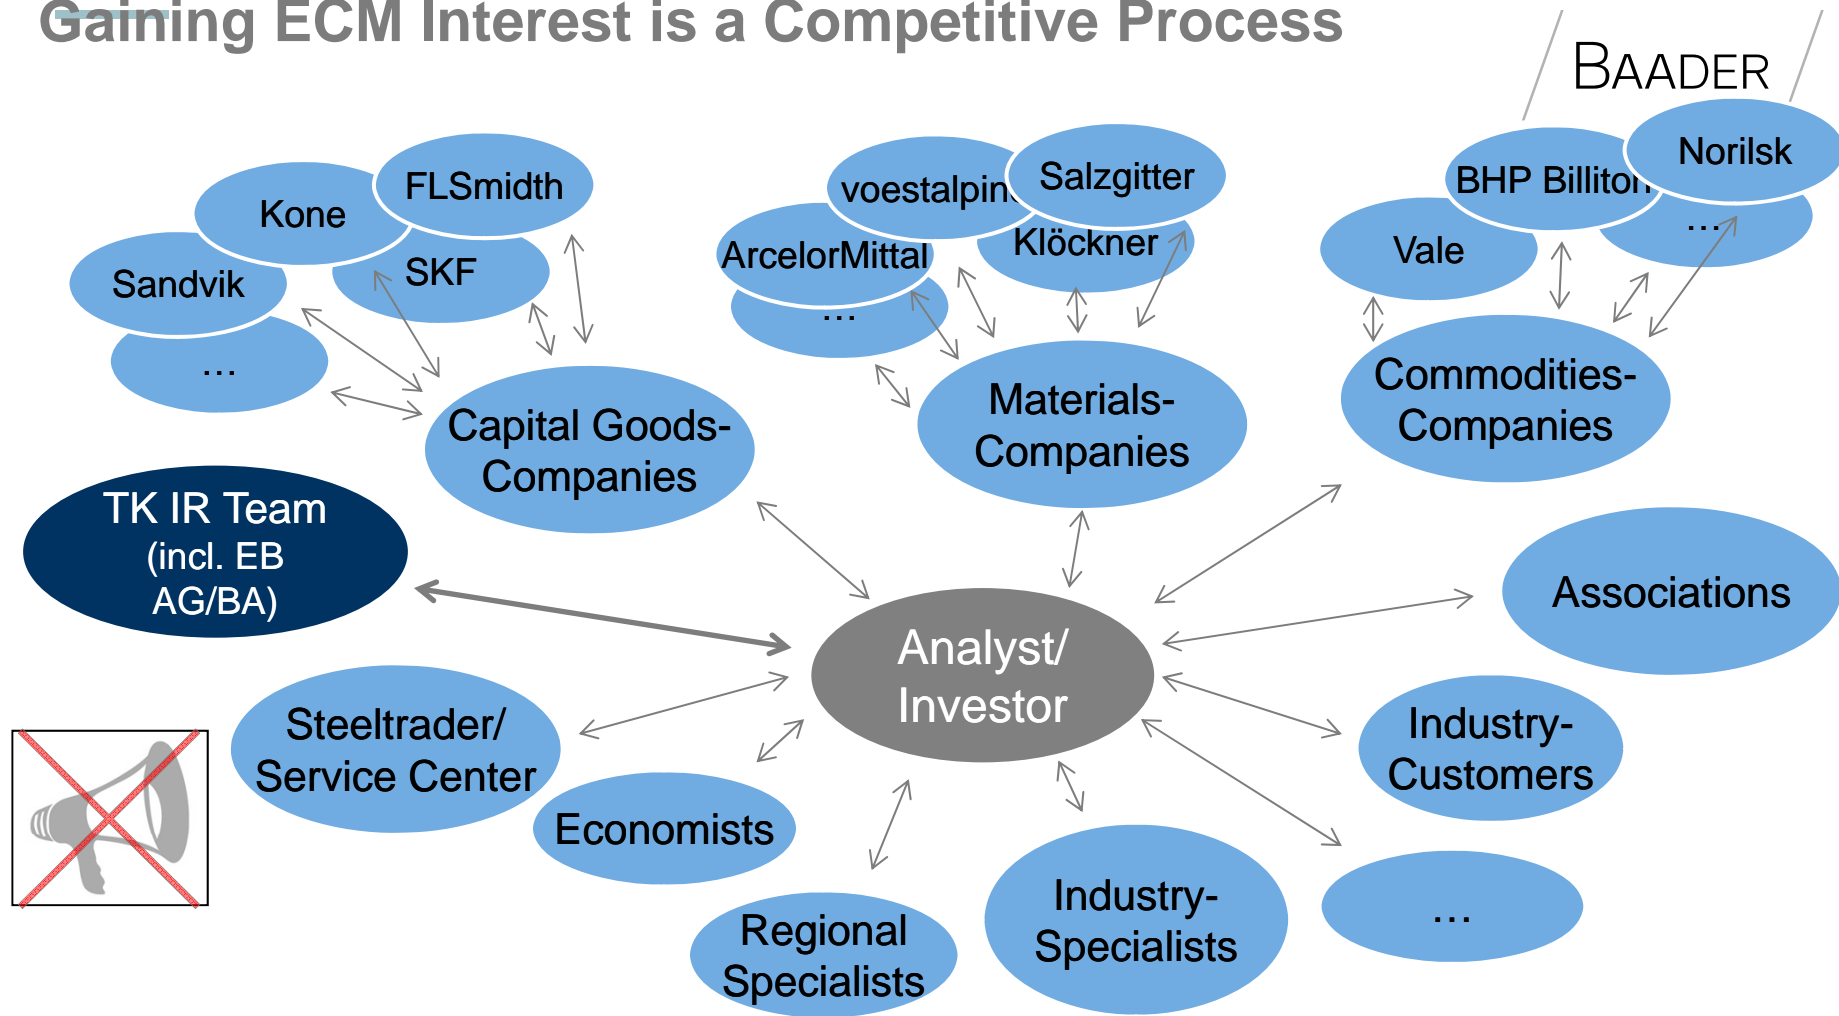 Gaining ECM Interest is a Competitive Process
BAADER
FLSmidth
Kone
SKF
Sandvik
...
Salzgitter
voestalpin
Klöckner
ArcelorMittal
...
Norilsk
BHP Billiton
...
Vale
Capital Goods-
Companies
Materials-
Companies
Commodities-
Companies
TK IR Team
(incl. EB
AG/BA)
Analyst/
Investor
Associations
Steeltrader/
Service Center
Economists
Regional
Specialists
Industry-
Specialists
Industry-
Customers
...